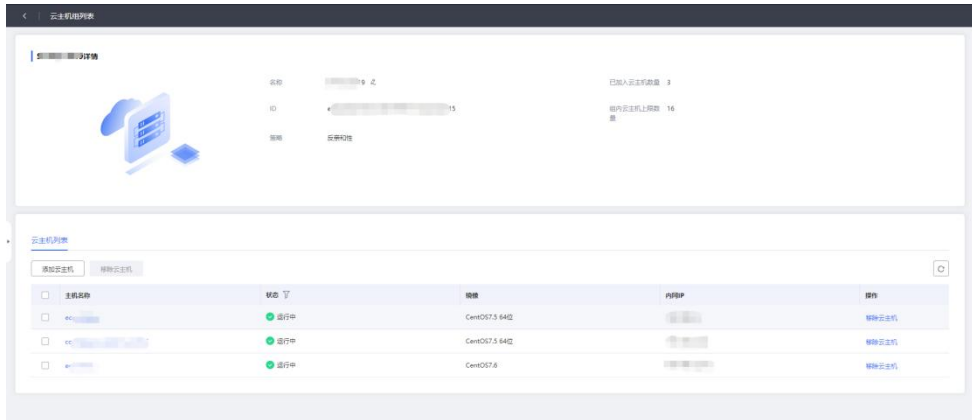 云主机组列表
详情
名称
ID 15
策略 反亲和性
已加入云主机数量 3
组内云主机上限数量 16
云主机列表
添加云主机 移除云主机
主机名称 状态 镜像 内网IP 操作
运行中 CentOS7.5 64位 移除云主机
运行中 CentOS7.5 64位 移除云主机
运行中 CentOS7.6 移除云主机